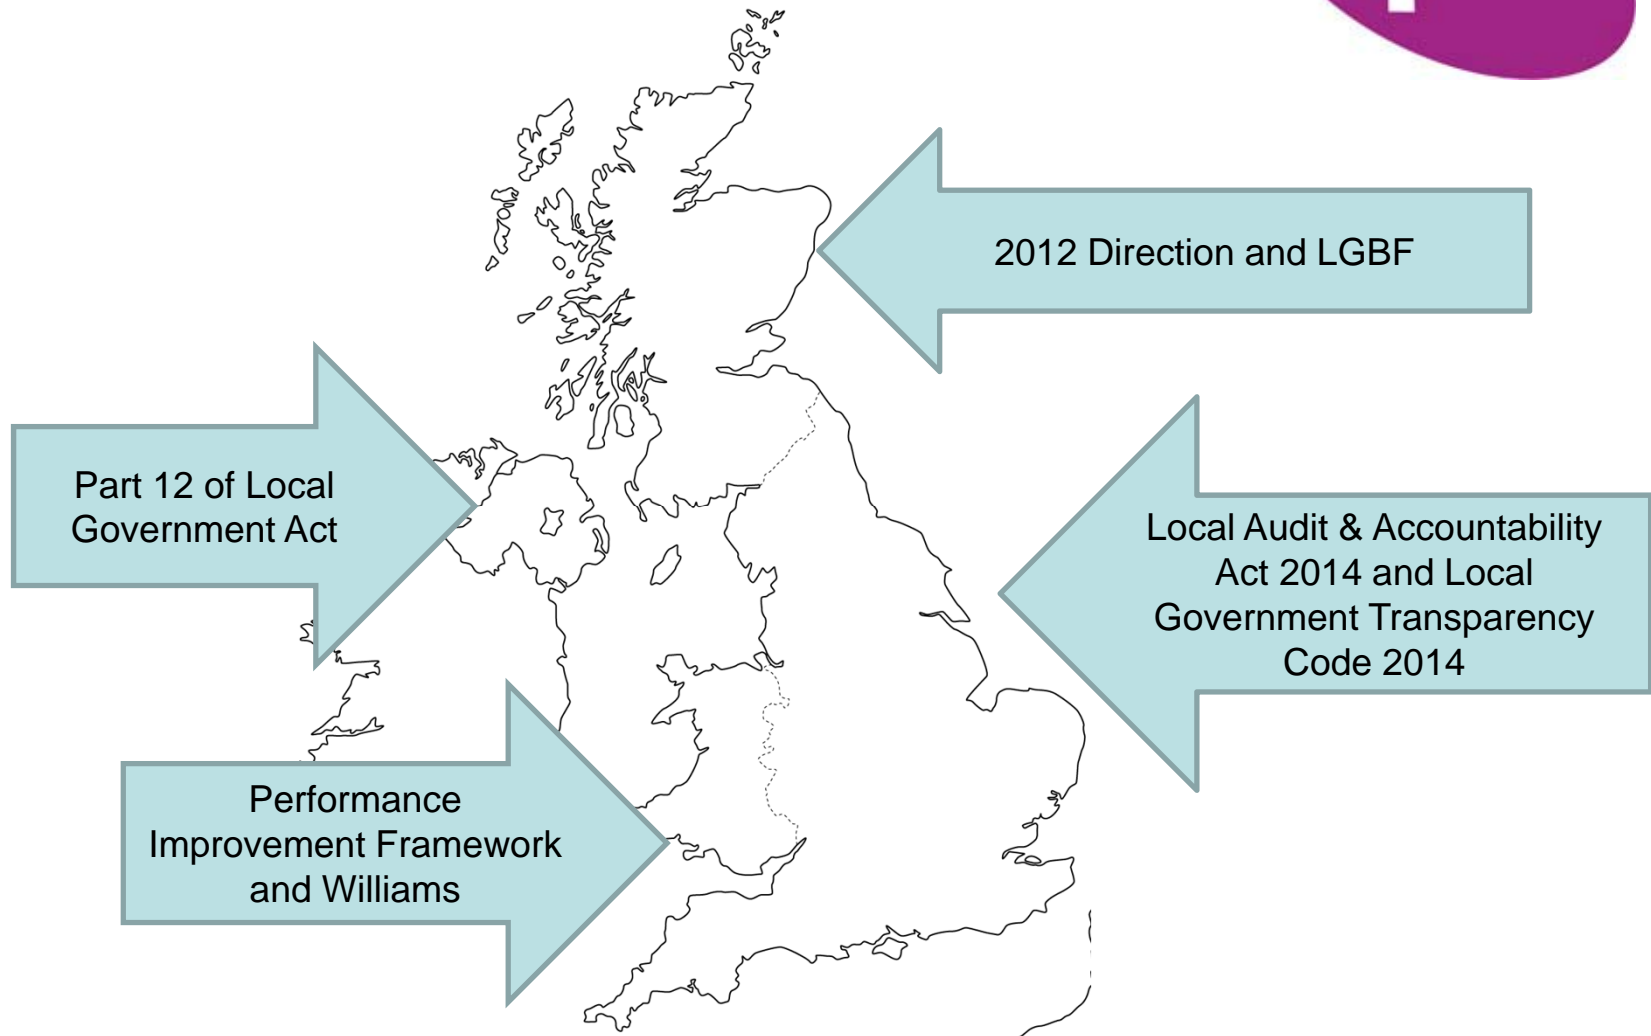 2012 Direction and LGBF
Part 12 of Local
Government Act
Local Audit & Accountability
Act 2014 and Local
Government Transparency
Code 2014
Performance
Improvement Framework
and Williams